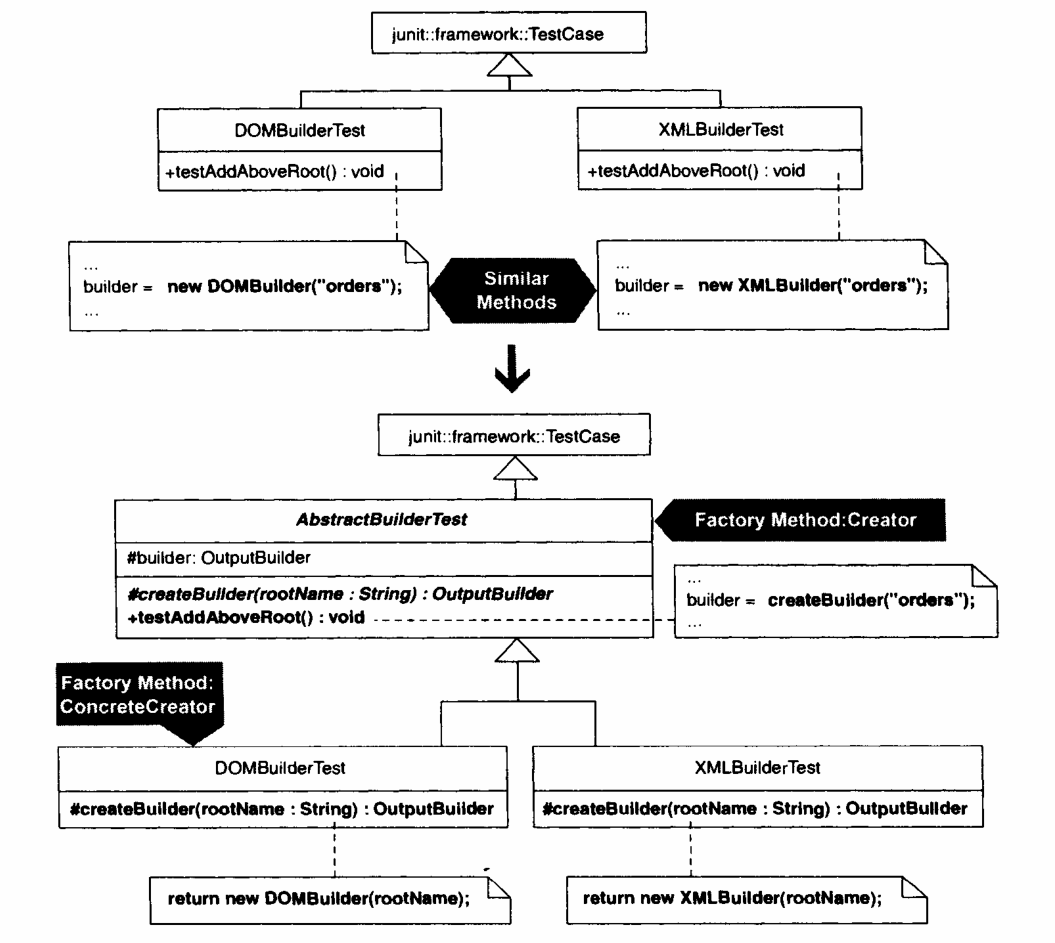 junit::framework::TestCase
DOMBuilderTest
+testAddAboveRoot() : void
XMLBuilderTest
+testAddAboveRoot() : void
...
builder = new DOMBuilder("orders");
...
Similar
Methods
...
builder = new XMLBuilder("orders");
...
junit::framework::TestCase
AbstractBuilderTest
#builder: OutputBuilder
#createBuilder(rootName : String) : OutputBuilder
+testAddAboveRoot() : void
Factory Method:Creator
...
builder = createBuilder("orders");
...
Factory Method:
ConcreteCreator
DOMBuilderTest
#createBuilder(rootName : String) : OutputBuilder
XMLBuilderTest
#createBuilder(rootName : String) : OutputBuilder
return new DOMBuilder(rootName);
return new XMLBuilder(rootName);